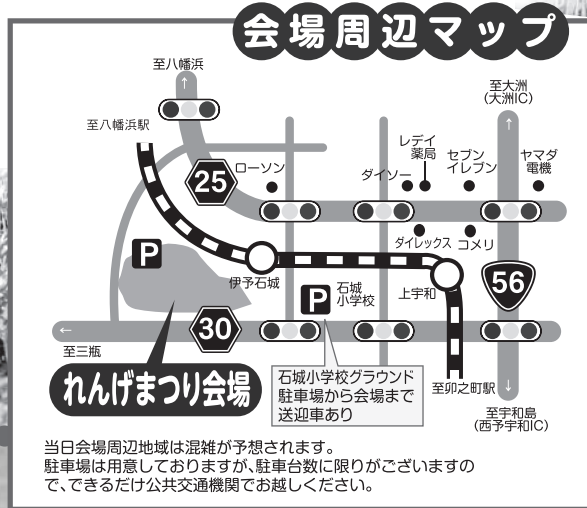 会場周辺マップ
至八幡浜
↑
至大洲
(大洲IC)
↑
至八幡浜駅
レデイ
薬局
セブン
イレブン
ヤマダ
電機
ローソン
ダイソー
25
ダイレックス
コメリ
P
伊予石城
P
石城
小学校
上宇和
56
30
←
至三瓶
れんげまつり会場
石城小学校グラウンド
駐車場から会場まで
送迎車あり
至卯之町駅
↓
至宇和島
(西予宇和IC)
当日会場周辺地域は混雑が予想されます。
駐車場は用意しておりますが、駐車台数に限りがございますの
で、できるだけ公共交通機関でお越しください。